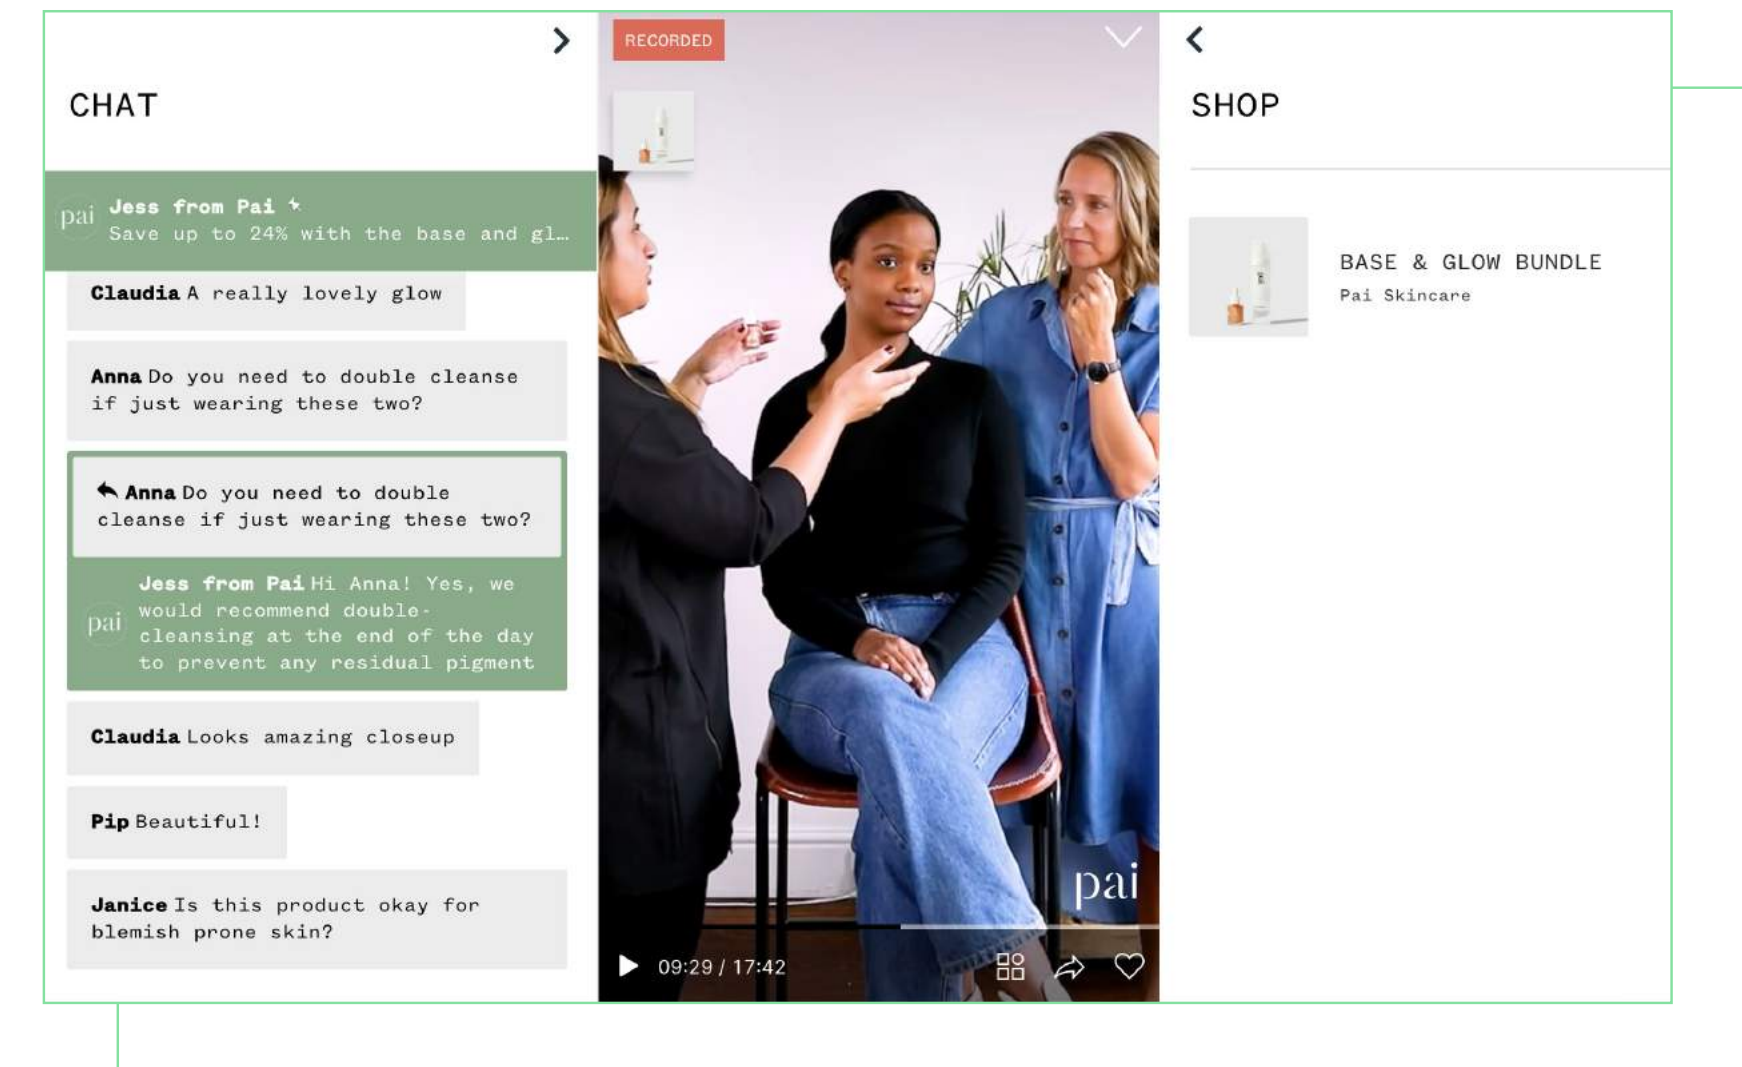 CHAT
pai
Jess from Pai
Save up to 24% with the base and gl…
Claudia A really lovely glow
Anna Do you need to double cleanse
if just wearing these two?
Anna Do you need to double
cleanse if just wearing these two?
pai
Jess from Pai Hi Anna! Yes, we
would recommend double-
cleansing at the end of the day
to prevent any residual pigment
Claudia Looks amazing closeup
Pip Beautiful!
Janice Is this product okay for
blemish prone skin?
RECORDED
pai
09:29 / 17:42
SHOP
BASE & GLOW BUNDLE
Pai Skincare